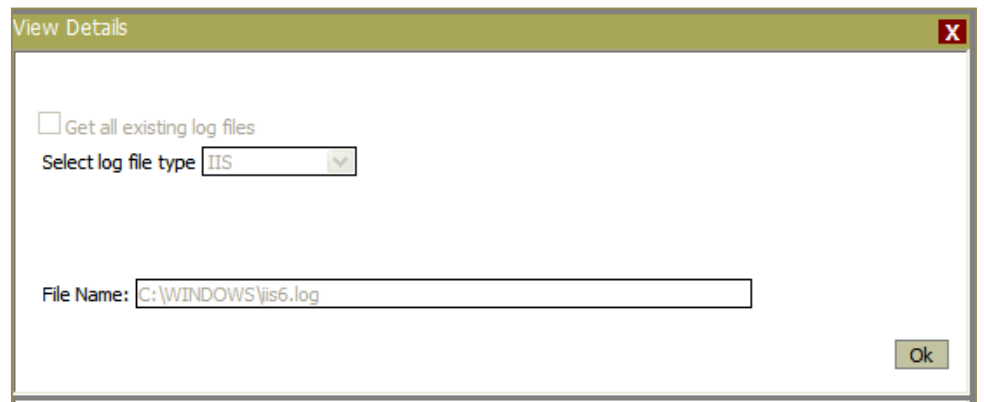 View Details
X
Get all existing log files
Select log file type IIS
File Name: C:\WINDOWS\iis6.log
Ok